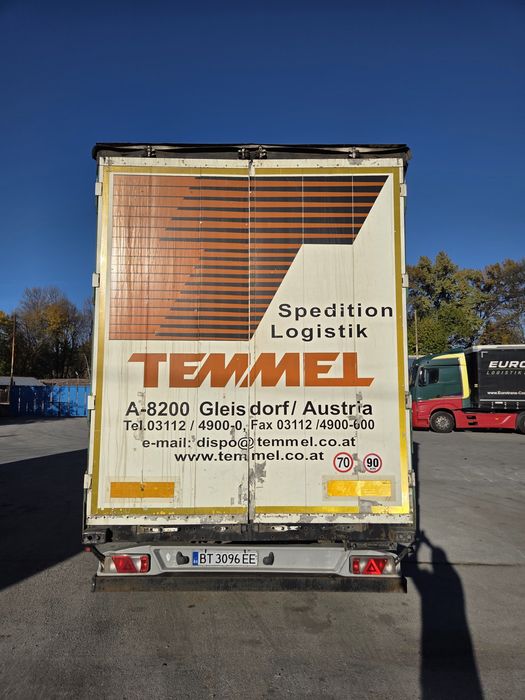 Spedition
Logistik
TEMMEL
A-8200 Gleisdorf/ Austria
Tel.03112 / 4900-0, Fax 03112 /4900-600
e-mail: dispo@temmel.co.at
www.temmel.co.at
70 90
BT 3096 EE
EURO
LOGISTIK